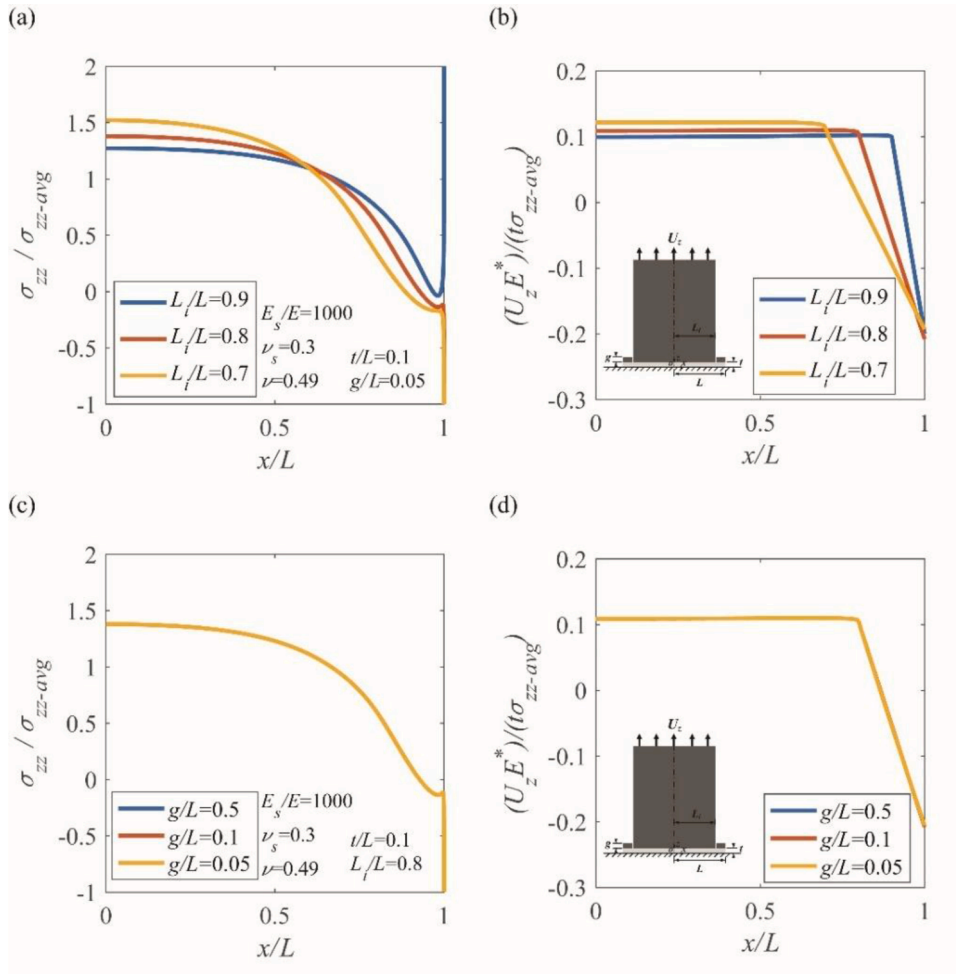 (a)
2
1.5
1
0.5
0
-0.5
-1
0
0.5
1
σzz / σzz-avg
x/L
Li/L=0.9
Li/L=0.8
Li/L=0.7
Es/E=1000
νs=0.3
ν=0.49
t/L=0.1
g/L=0.05
(b)
0.2
0.1
0
-0.1
-0.2
-0.3
0
0.5
1
(UzE*)/(tσzz-avg)
x/L
Uz
Li
g
t
L
Li/L=0.9
Li/L=0.8
Li/L=0.7
(c)
2
1.5
1
0.5
0
-0.5
-1
0
0.5
1
σzz / σzz-avg
x/L
g/L=0.5
g/L=0.1
g/L=0.05
Es/E=1000
νs=0.3
ν=0.49
t/L=0.1
Li/L=0.8
(d)
0.2
0.1
0
-0.1
-0.2
-0.3
0
0.5
1
(UzE*)/(tσzz-avg)
x/L
Uz
Li
g
t
L
g/L=0.5
g/L=0.1
g/L=0.05